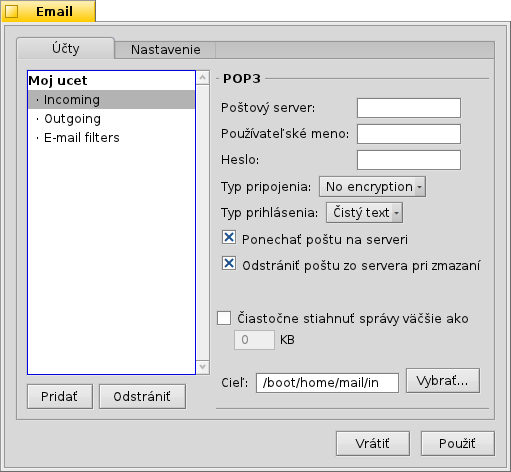 Email
Účty
Nastavenie
Moj ucet
· Incoming
· Outgoing
· E-mail filters
Pridať
Odstrániť
POP3
Poštový server:
Používateľské meno:
Heslo:
Typ pripojenia: No encryption
Typ prihlásenia: Čistý text
Ponechať poštu na serveri
Odstrániť poštu zo servera pri zmazaní
Čiastočne stiahnuť správy väčšie ako
0 KB
Cieľ: /boot/home/mail/in Vybrať...
Vrátiť
Použiť